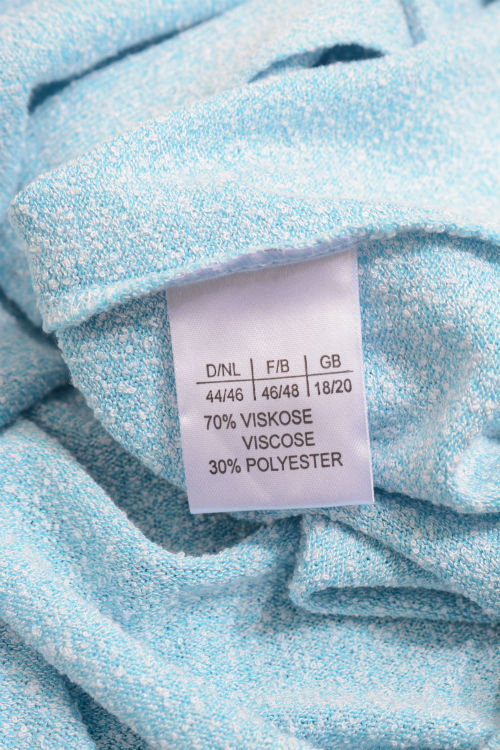 D/NL | F/B | GB
44/46 | 46/48 | 18/20
70% VISKOSE
VISCOSE
30% POLYESTER